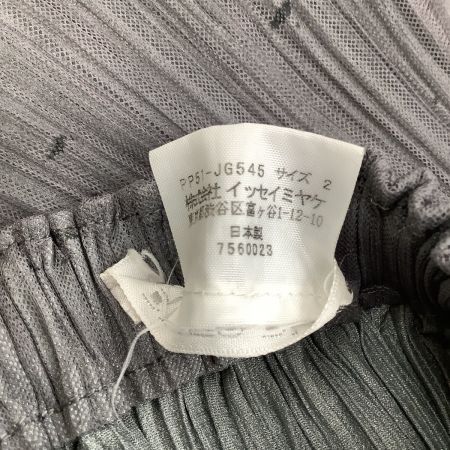 PP51-JG545 サイズ 2
株式会社 イッセイミヤケ
東京都渋谷区富ヶ谷1-12-10
日本製
7560023